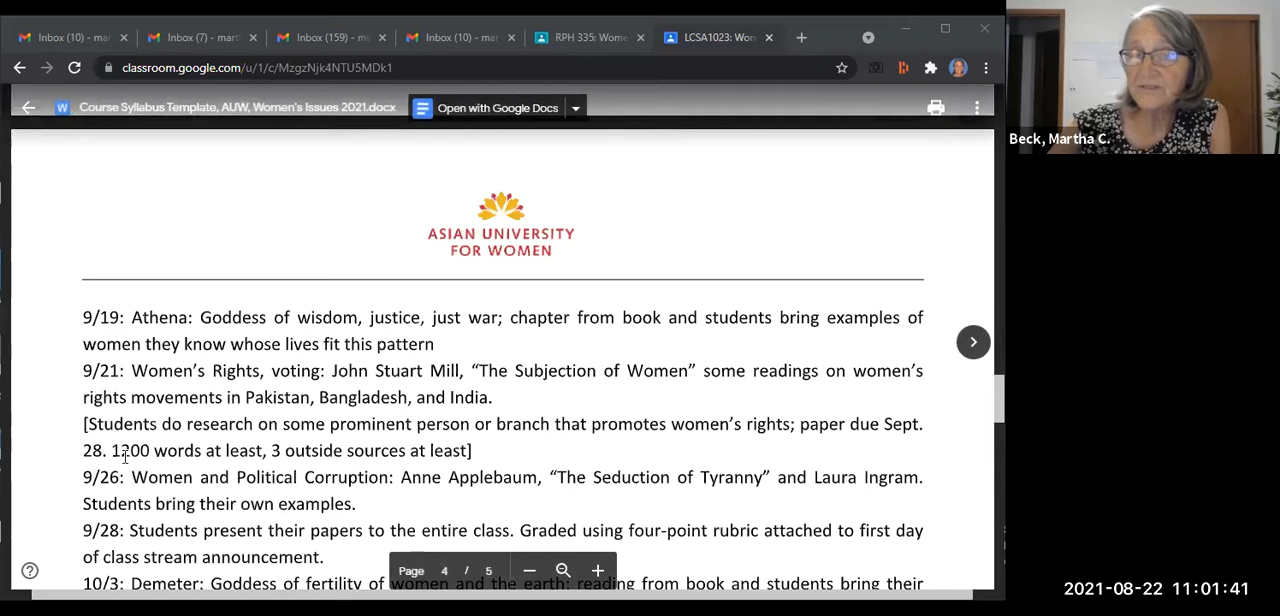 Inbox (10) - mar
Inbox (7) - mart
Inbox (159) - m
Inbox (10) - mar
RPH 335: Wome
LCSA1023: Wom
classroom.google.com/u/1/c/MzgzNjk4NTU5MDk1
W Course Syllabus Template, AUW, Women's Issues 2021.docx
Open with Google Docs
Beck, Martha C.
ASIAN UNIVERSITY
FOR WOMEN
9/19: Athena: Goddess of wisdom, justice, just war; chapter from book and students bring examples of
women they know whose lives fit this pattern
9/21: Women’s Rights, voting: John Stuart Mill, “The Subjection of Women” some readings on women’s
rights movements in Pakistan, Bangladesh, and India.
[Students do research on some prominent person or branch that promotes women’s rights; paper due Sept.
28. 1200 words at least, 3 outside sources at least]
9/26: Women and Political Corruption: Anne Applebaum, “The Seduction of Tyranny” and Laura Ingram.
Students bring their own examples.
9/28: Students present their papers to the entire class. Graded using four-point rubric attached to first day
of class stream announcement.
10/3: Demeter: Goddess of fertility of women and the earth: reading from book and students bring their
Page 4 / 5
2021-08-22 11:01:41